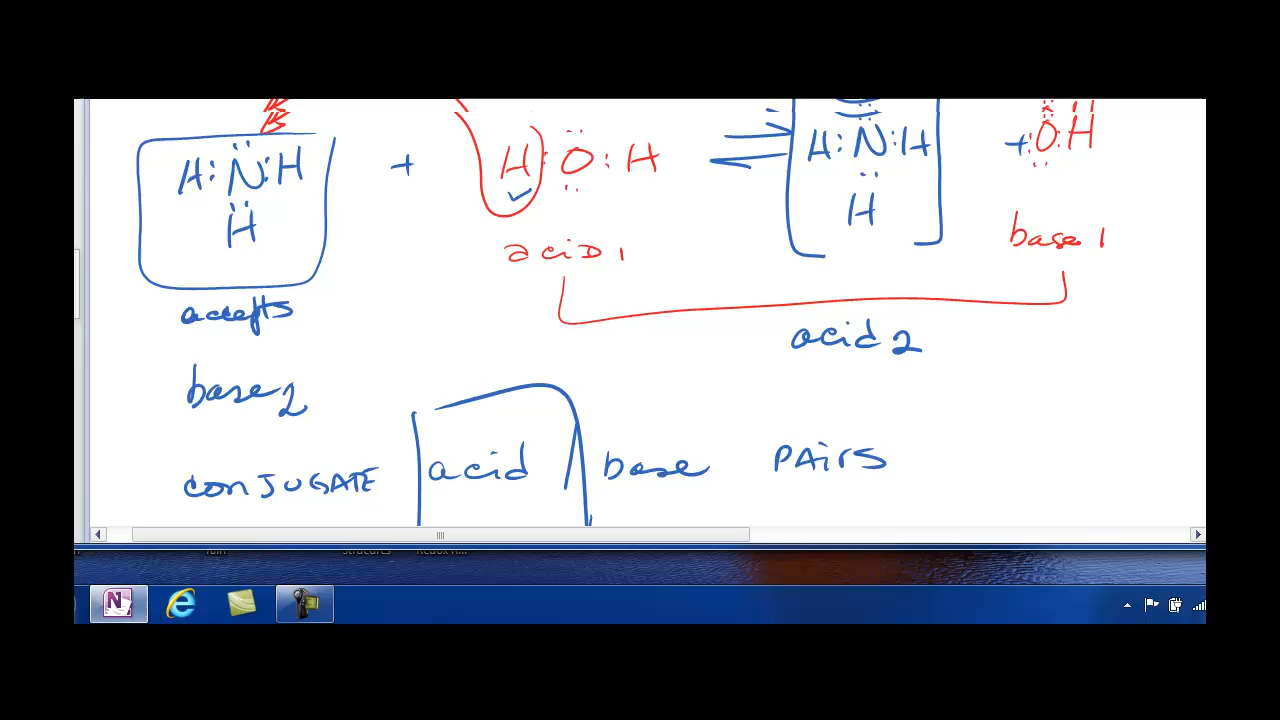 H : N : H + H : O : H ⇌ [ H : N : H ] + : O H
H H
acid 1 base 1
accepts
acid 2
base 2
conJUGATE acid base PAirs